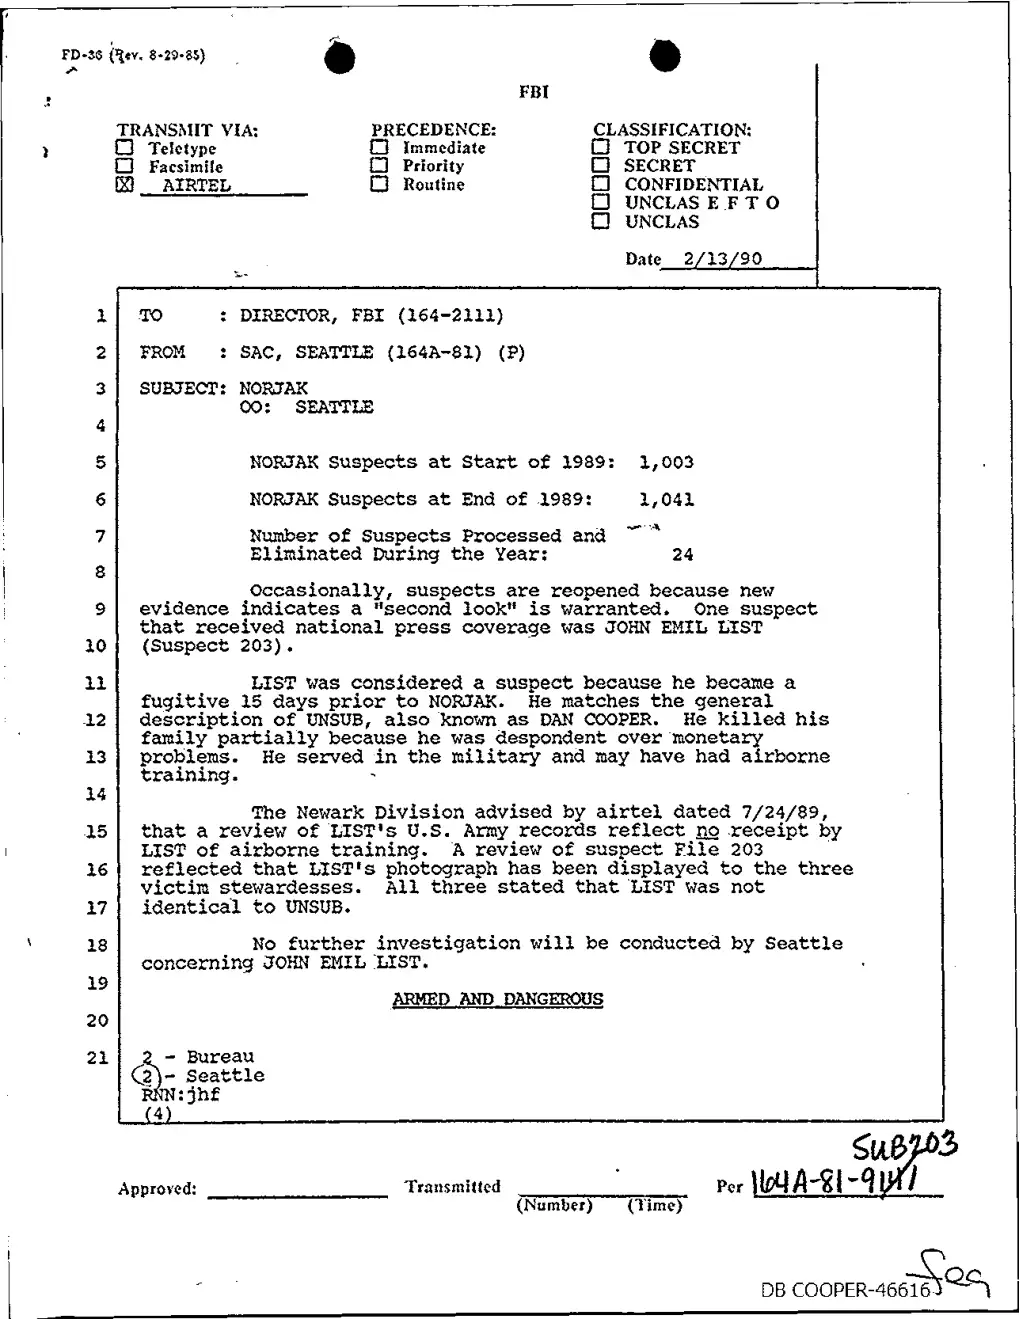 FD-36 (Rev. 8-29-85)
FBI
TRANSMIT VIA:
Teletype
Facsimile
AIRTEL
PRECEDENCE:
Immediate
Priority
Routine
CLASSIFICATION:
TOP SECRET
SECRET
CONFIDENTIAL
UNCLAS E F T O
UNCLAS
Date 2/13/90
1 TO : DIRECTOR, FBI (164-2111)
2 FROM : SAC, SEATTLE (164A-81) (P)
3 SUBJECT: NORJAK
OO: SEATTLE
4
5 NORJAK Suspects at Start of 1989: 1,003
6 NORJAK Suspects at End of 1989: 1,041
7 Number of Suspects Processed and
Eliminated During the Year: 24
8
Occasionally, suspects are reopened because new
9 evidence indicates a "second look" is warranted. One suspect
that received national press coverage was JOHN EMIL LIST
10 (Suspect 203).
11 LIST was considered a suspect because he became a
fugitive 15 days prior to NORJAK. He matches the general
12 description of UNSUB, also known as DAN COOPER. He killed his
family partially because he was despondent over monetary
13 problems. He served in the military and may have had airborne
training.
14
The Newark Division advised by airtel dated 7/24/89,
15 that a review of LIST's U.S. Army records reflect no receipt by
LIST of airborne training. A review of suspect File 203
16 reflected that LIST's photograph has been displayed to the three
victim stewardesses. All three stated that LIST was not
17 identical to UNSUB.
18 No further investigation will be conducted by Seattle
concerning JOHN EMIL LIST.
19
ARMED AND DANGEROUS
20
21 2 - Bureau
2 - Seattle
RNN:jhf
(4)
SUB 203
Approved: Transmitted Per 164A-81-9141
(Number) (Time)
DB COOPER-46616